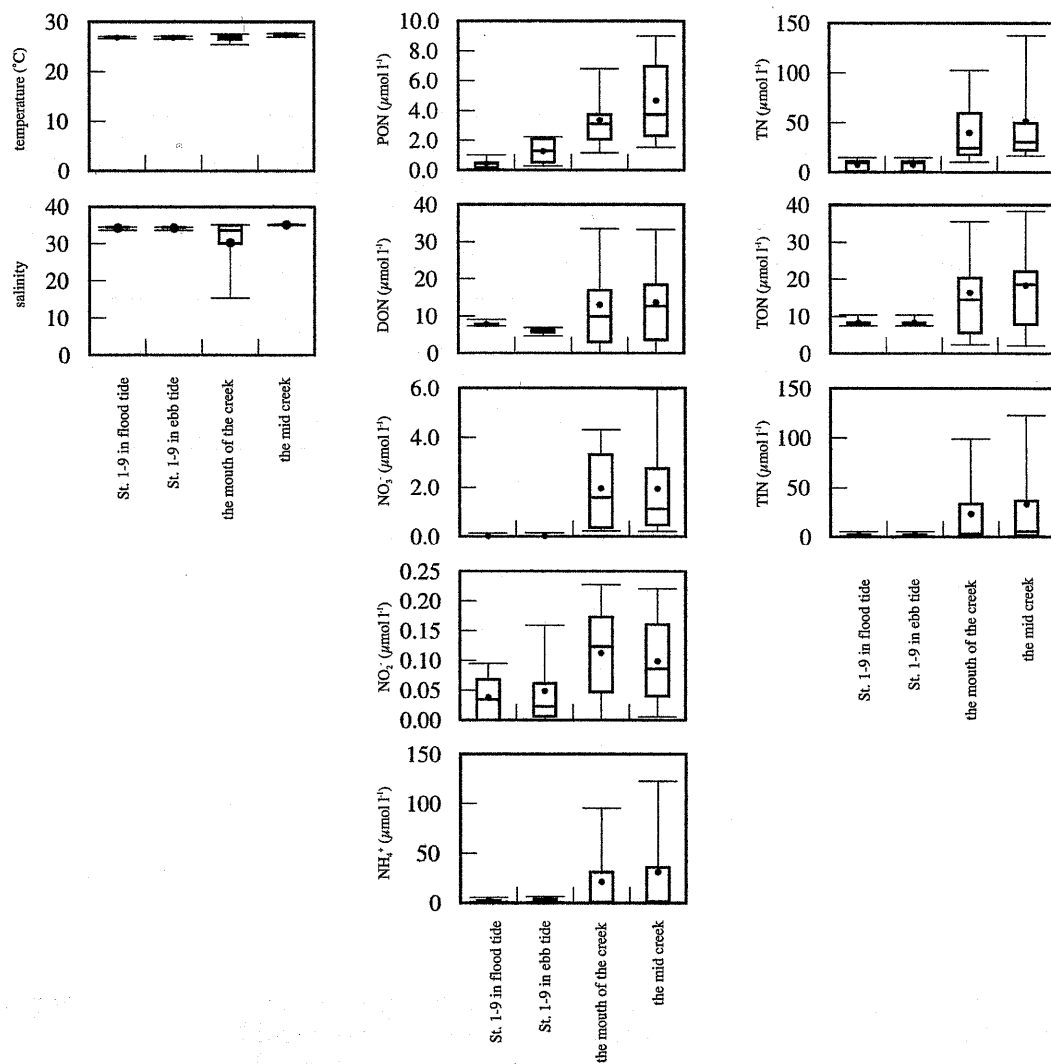 temperature (°C)
30
20
10
0
salinity
40
30
20
10
0
St. 1-9 in flood tide
St. 1-9 in ebb tide
the mouth of the creek
the mid creek
PON (μmol l⁻¹)
10.0
8.0
6.0
4.0
2.0
0.0
DON (μmol l⁻¹)
40
30
20
10
0
NO₃⁻ (μmol l⁻¹)
6.0
4.0
2.0
0.0
NO₂⁻ (μmol l⁻¹)
0.25
0.20
0.15
0.10
0.05
0.00
NH₄⁺ (μmol l⁻¹)
150
100
50
0
St. 1-9 in flood tide
St. 1-9 in ebb tide
the mouth of the creek
the mid creek
TN (μmol l⁻¹)
150
100
50
0
TON (μmol l⁻¹)
40
30
20
10
0
TIN (μmol l⁻¹)
150
100
50
0
St. 1-9 in flood tide
St. 1-9 in ebb tide
the mouth of the creek
the mid creek